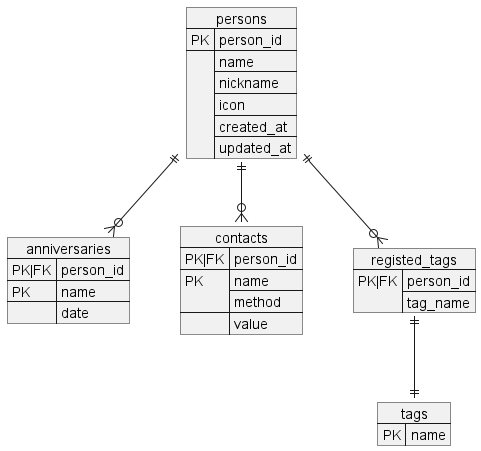 persons
PK person_id
name
nickname
icon
created_at
updated_at
anniversaries
PK|FK person_id
PK name
date
contacts
PK|FK person_id
PK name
method
value
registed_tags
PK|FK person_id
tag_name
tags
PK name